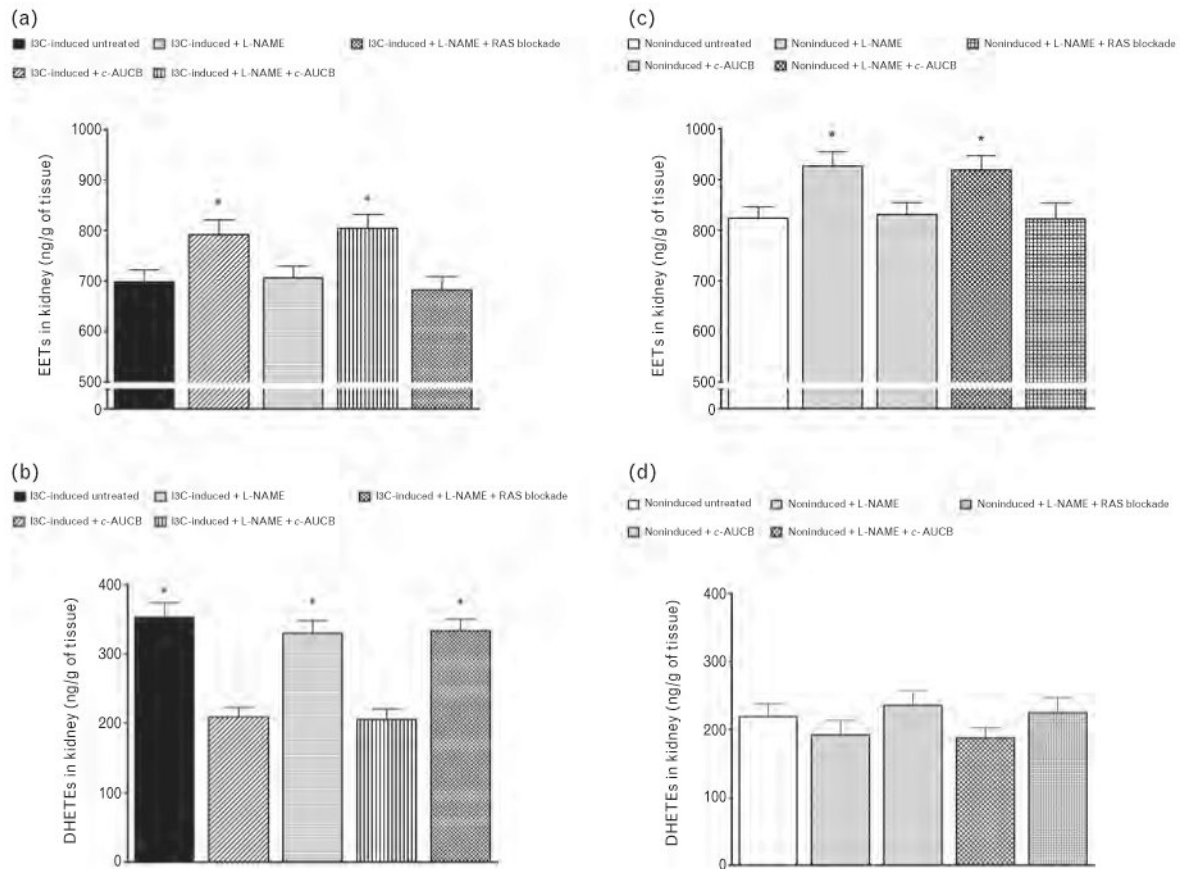 (a)
I3C-induced untreated I3C-induced + L-NAME I3C-induced + L-NAME + RAS blockade
I3C-induced + c-AUCB I3C-induced + L-NAME + c-AUCB
EETs in kidney (ng/g of tissue)
1000
900
800
700
600
500
0
*
*
(c)
Noninduced untreated Noninduced + L-NAME Noninduced + L-NAME + RAS blockade
Noninduced + c-AUCB Noninduced + L-NAME + c- AUCB
EETs in kidney (ng/g of tissue)
1000
900
800
700
600
500
0
*
*
(b)
I3C-induced untreated I3C-induced + L-NAME I3C-induced + L-NAME + RAS blockade
I3C-induced + c-AUCB I3C-induced + L-NAME + c-AUCB
DHETEs in kidney (ng/g of tissue)
400
300
200
100
0
*
*
*
(d)
Noninduced untreated Noninduced + L-NAME Noninduced + L-NAME + RAS blockade
Noninduced + c-AUCB Noninduced + L-NAME + c- AUCB
DHETEs in kidney (ng/g of tissue)
400
300
200
100
0